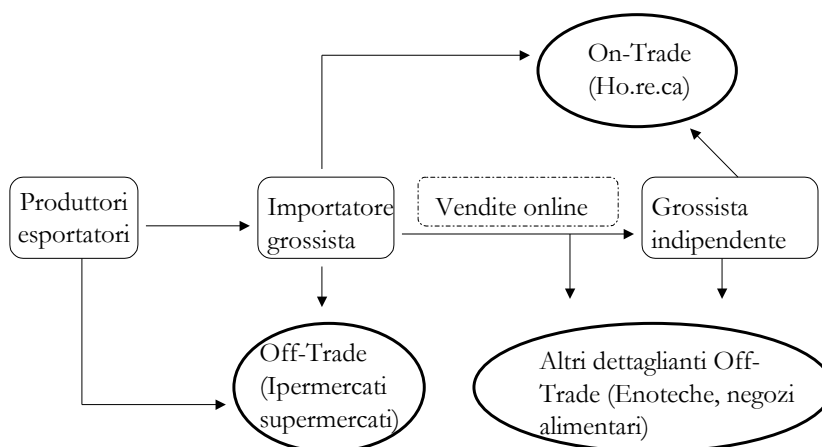 On-Trade
(Ho.re.ca)
Produttori
esportatori
Importatore
grossista
Vendite online
Grossista
indipendente
Off-Trade
(Ipermercati
supermercati)
Altri dettaglianti Off-
Trade (Enoteche, negozi
alimentari)